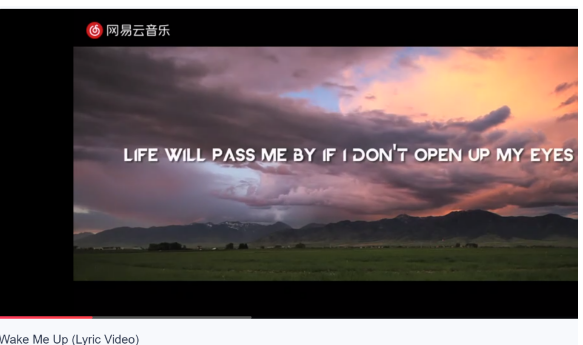 网易云音乐
LIFE WILL PASS ME BY IF I DON'T OPEN UP MY EYES
Wake Me Up (Lyric Video)